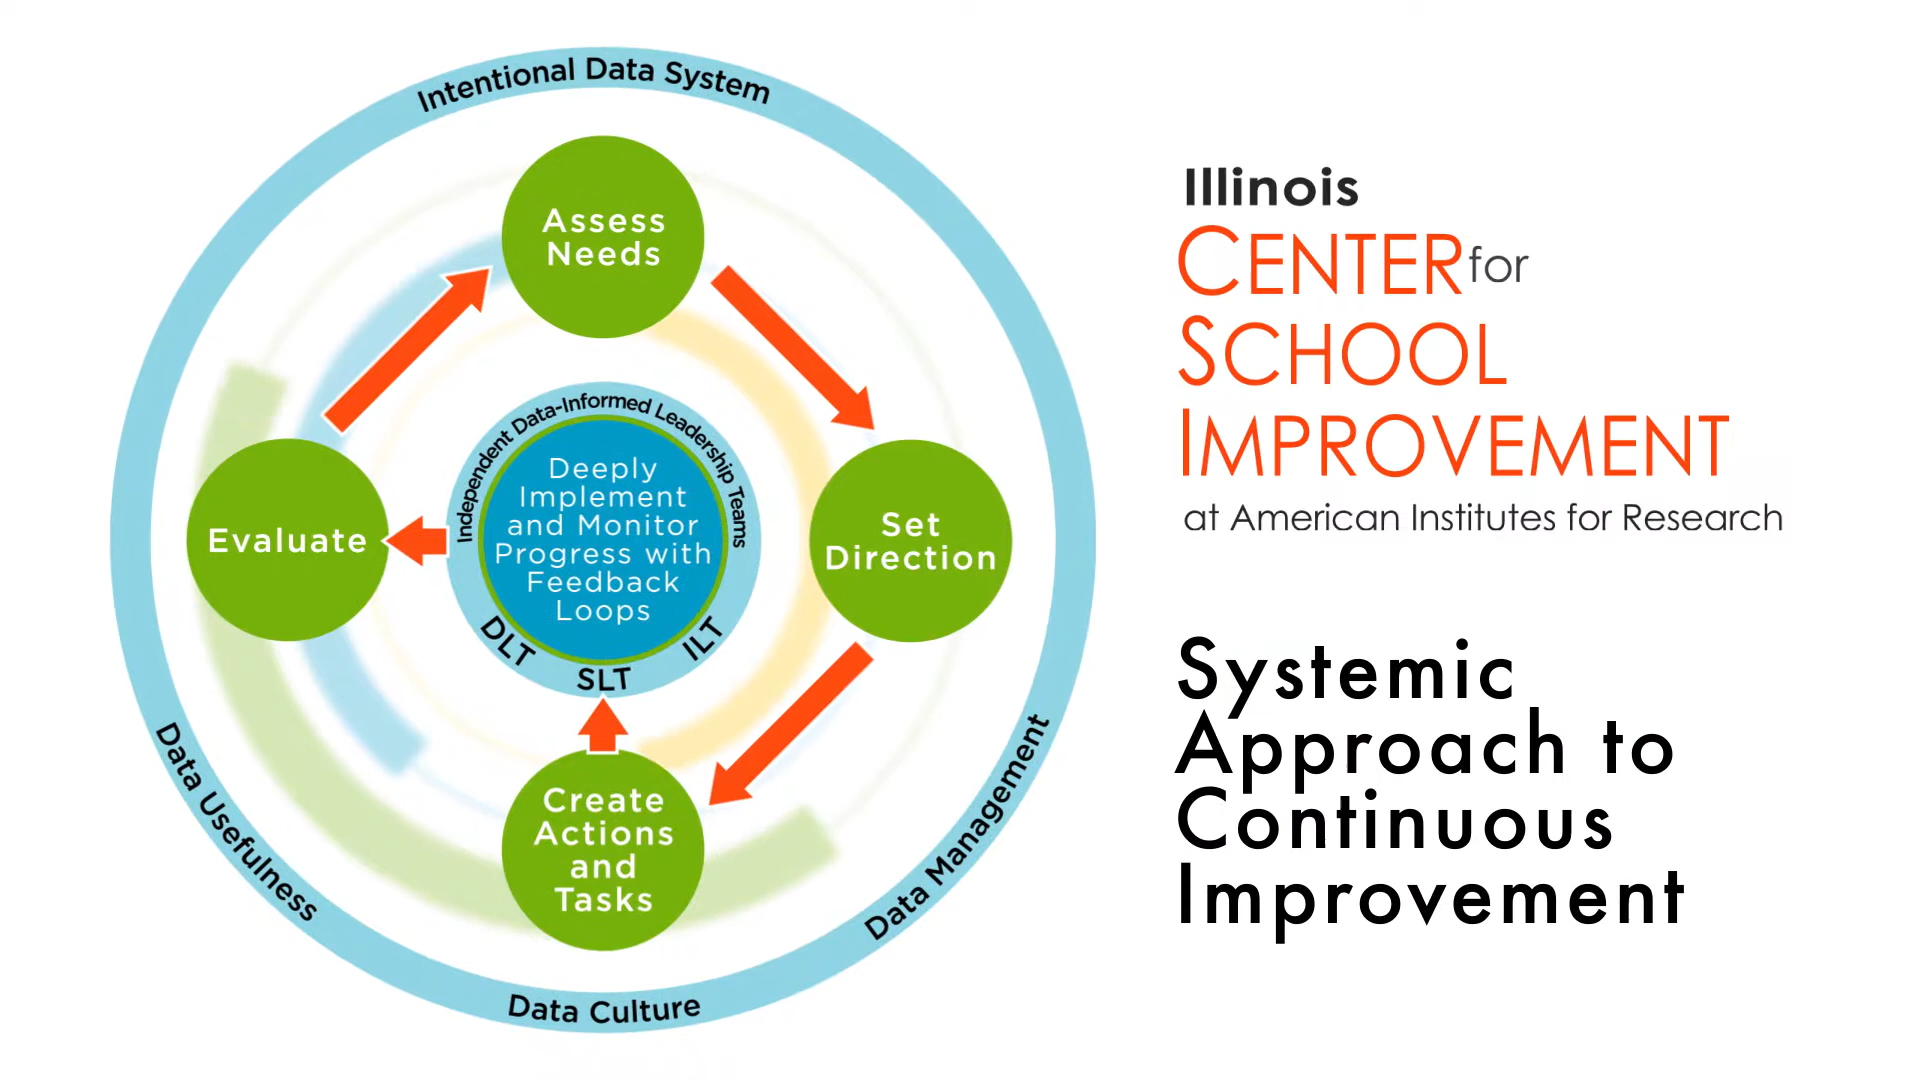 Intentional Data System
Assess
Needs
Set
Direction
Create
Actions
and
Tasks
Evaluate
Independent Data-Informed Leadership Teams
Deeply
Implement
and Monitor
Progress with
Feedback
Loops
DLT
SLT
ILT
Data Usefulness
Data Culture
Data Management
Illinois
CENTER for
SCHOOL
IMPROVEMENT
at American Institutes for Research
Systemic
Approach to
Continuous
Improvement